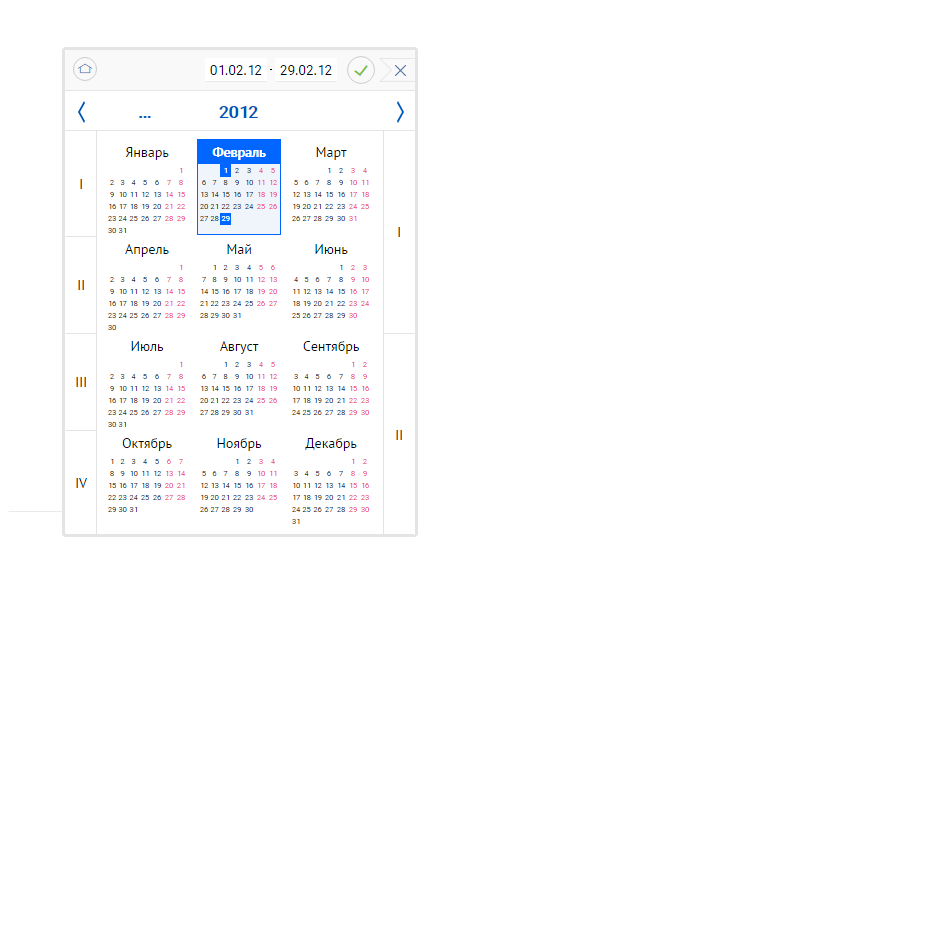 01.02.12 - 29.02.12
... 2012
Январь Февраль Март
1 1 2 3 4 5 1 2 3 4
2 3 4 5 6 7 8 6 7 8 9 10 11 12 5 6 7 8 9 10 11
I 9 10 11 12 13 14 15 13 14 15 16 17 18 19 12 13 14 15 16 17 18
16 17 18 19 20 21 22 20 21 22 23 24 25 26 19 20 21 22 23 24 25
23 24 25 26 27 28 29 27 28 29 26 27 28 29 30 31 I
30 31
Апрель Май Июнь
1 1 2 3 4 5 6 1 2 3
2 3 4 5 6 7 8 7 8 9 10 11 12 13 4 5 6 7 8 9 10
II 9 10 11 12 13 14 15 14 15 16 17 18 19 20 11 12 13 14 15 16 17
16 17 18 19 20 21 22 21 22 23 24 25 26 27 18 19 20 21 22 23 24
23 24 25 26 27 28 29 28 29 30 31 25 26 27 28 29 30
30
Июль Август Сентябрь
1 1 2 3 4 5 1 2
2 3 4 5 6 7 8 6 7 8 9 10 11 12 3 4 5 6 7 8 9
III 9 10 11 12 13 14 15 13 14 15 16 17 18 19 10 11 12 13 14 15 16
16 17 18 19 20 21 22 20 21 22 23 24 25 26 17 18 19 20 21 22 23
23 24 25 26 27 28 29 27 28 29 30 31 24 25 26 27 28 29 30
30 31
II
Октябрь Ноябрь Декабрь
1 2 3 4 5 6 7 1 2 3 4 1 2
8 9 10 11 12 13 14 5 6 7 8 9 10 11 3 4 5 6 7 8 9
IV 15 16 17 18 19 20 21 12 13 14 15 16 17 18 10 11 12 13 14 15 16
22 23 24 25 26 27 28 19 20 21 22 23 24 25 17 18 19 20 21 22 23
29 30 31 26 27 28 29 30 24 25 26 27 28 29 30
31